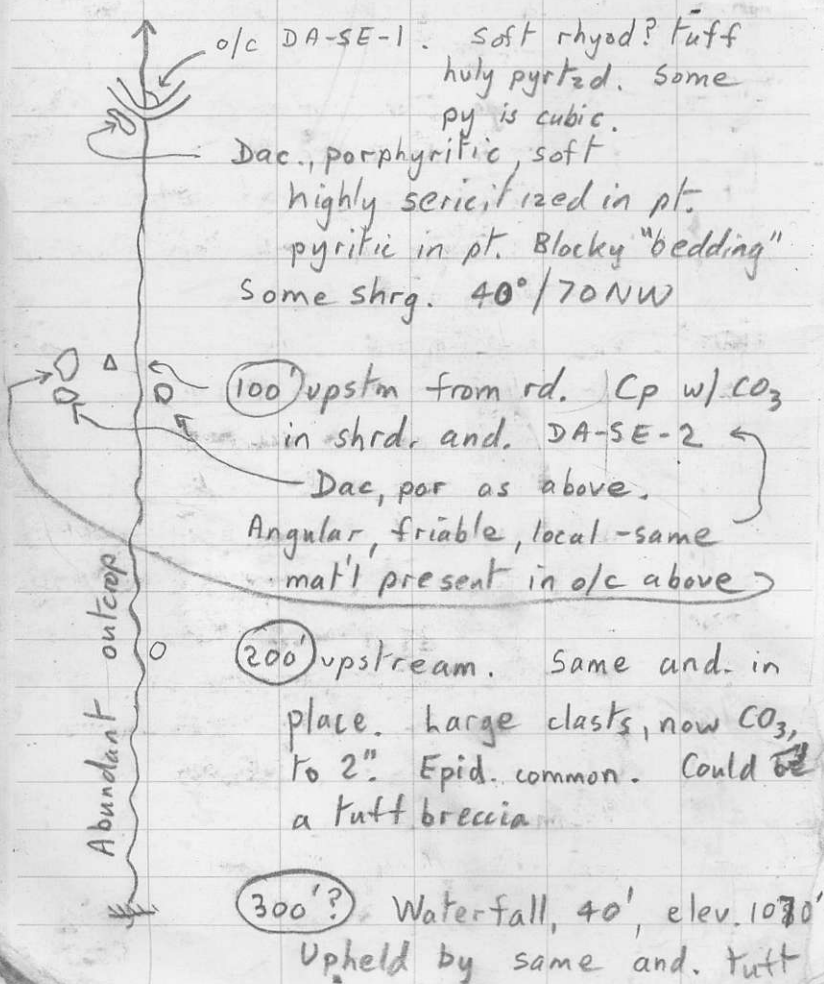 o/c DA-SE-1. Soft rhyod? tuff
huly pyrtzd. Some
py is cubic.
Dac., porphyritic, soft
highly sericitized in pt.
pyritic in pt. Blocky "bedding"
Some shrg. 40°/70NW
100' upstm from rd. Cp w/ CO3
in shrd. and. DA-SE-2
Dac, por as above.
Angular, friable, local - same
mat'l present in o/c above
Abundant outcrop
200' upstream. Same and. in
place. Large clasts, now CO3,
to 2". Epid. common. Could be
a tuff breccia
300'? Waterfall, 40', elev. 1070'
Upheld by same and. tuff